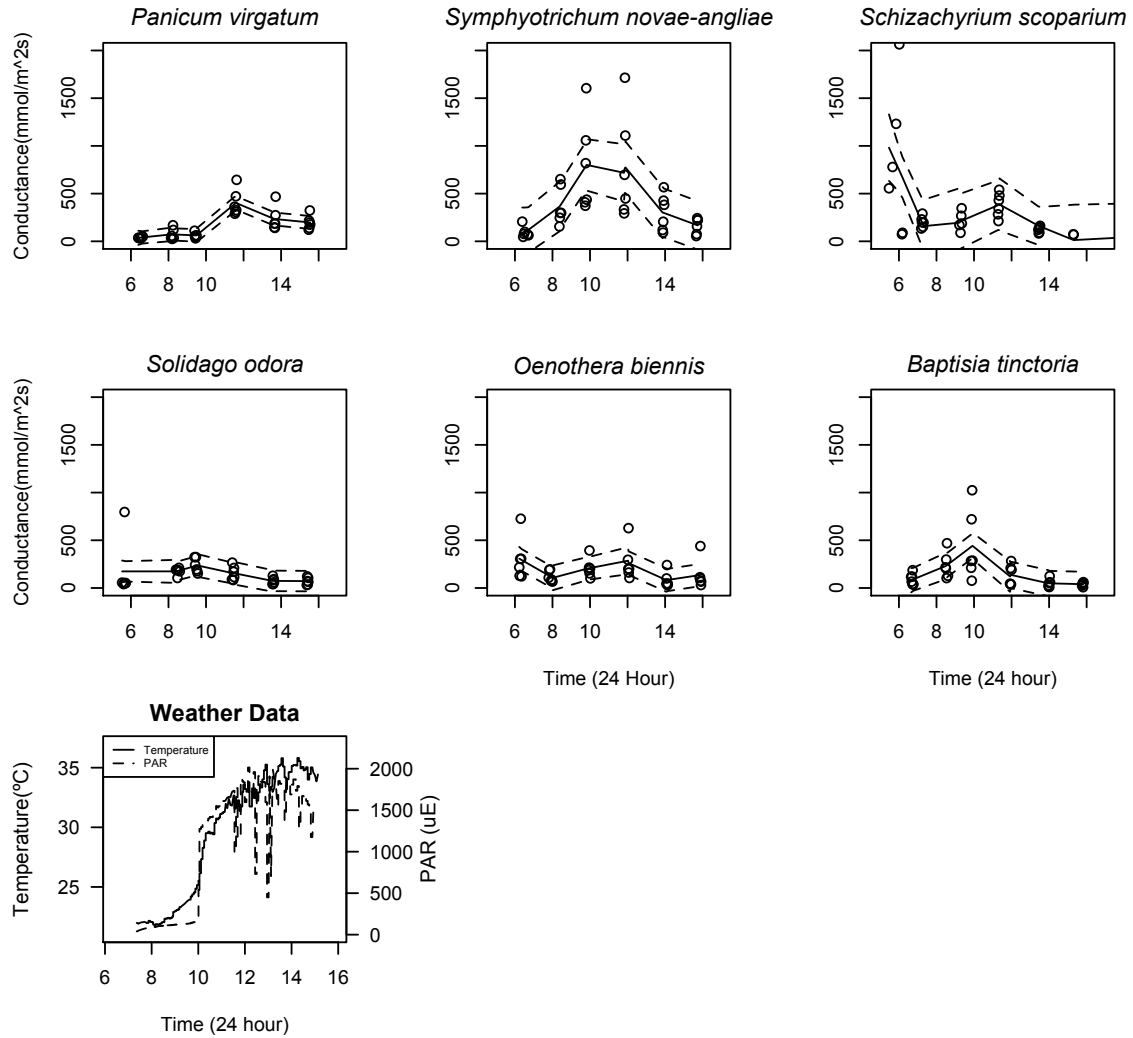 Panicum virgatum
Symphyotrichum novae-angliae
Schizachyrium scoparium
Conductance(mmol/m^2s)
0 500 1500
0 500 1500
0 500 1500
6 8 10 14
6 8 10 14
6 8 10 14
Solidago odora
Oenothera biennis
Baptisia tinctoria
Conductance(mmol/m^2s)
0 500 1500
0 500 1500
0 500 1500
6 8 10 14
6 8 10 14
6 8 10 14
Time (24 Hour)
Time (24 hour)
Weather Data
Temperature
PAR
Temperature(ºC)
25 30 35
0 500 1000 1500 2000
PAR (uE)
6 8 10 12 14 16
Time (24 hour)